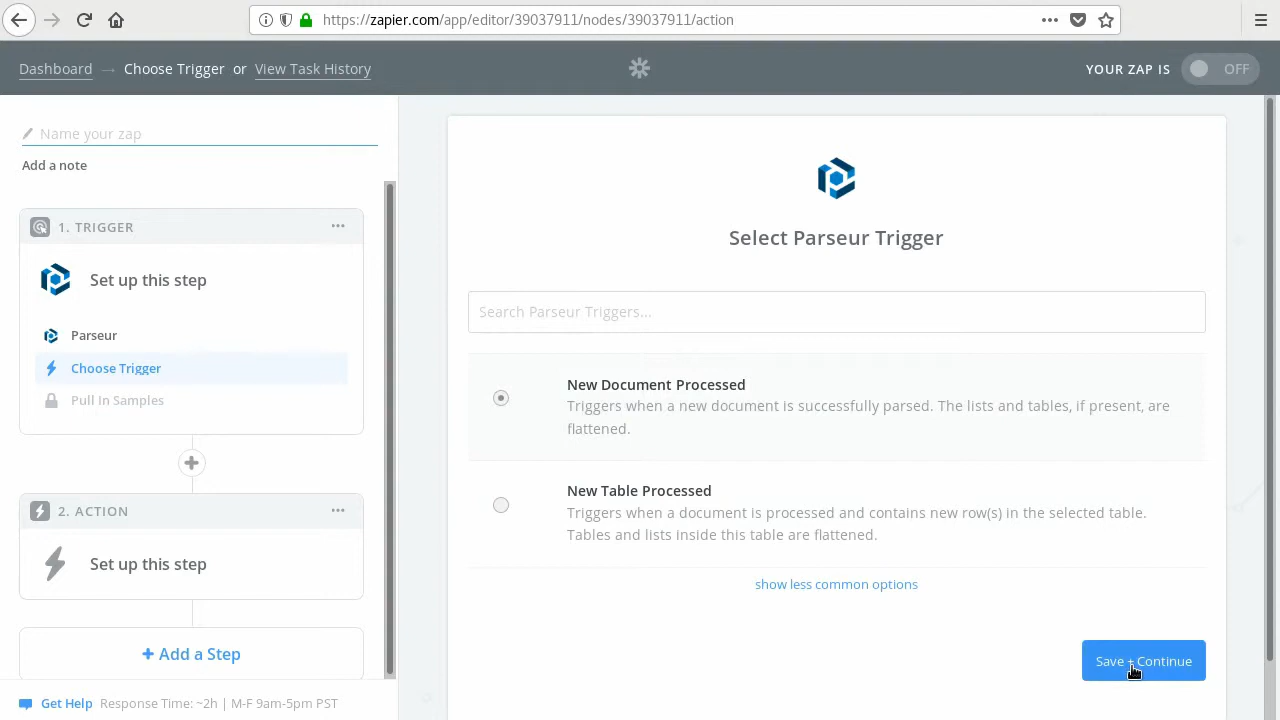 https://zapier.com/app/editor/39037911/nodes/39037911/action
Dashboard → Choose Trigger or View Task History
YOUR ZAP IS OFF
Name your zap
Add a note
1. TRIGGER
Set up this step
Parseur
Choose Trigger
Pull In Samples
2. ACTION
Set up this step
+ Add a Step
Get Help Response Time: ~2h | M-F 9am-5pm PST
Select Parseur Trigger
Search Parseur Triggers...
New Document Processed
Triggers when a new document is successfully parsed. The lists and tables, if present, are
flattened.
New Table Processed
Triggers when a document is processed and contains new row(s) in the selected table.
Tables and lists inside this table are flattened.
show less common options
Save + Continue